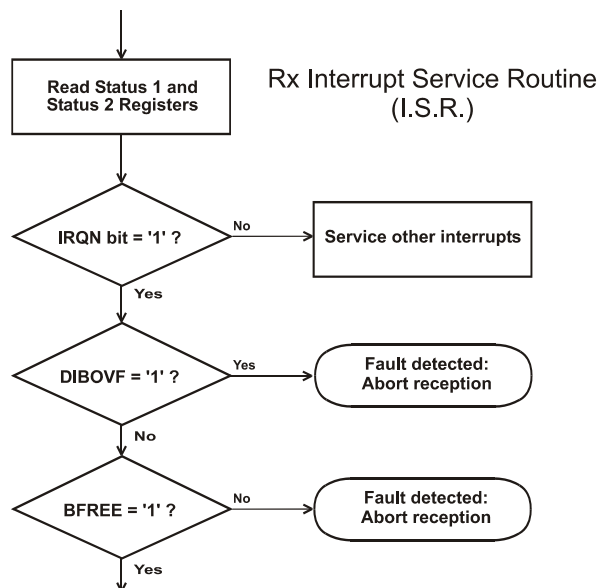 Rx Interrupt Service Routine
(I.S.R.)
Read Status 1 and
Status 2 Registers
IRQN bit = '1' ?
No
Service other interrupts
Yes
DIBOVF = '1' ?
Yes
Fault detected:
Abort reception
No
BFREE = '1' ?
No
Fault detected:
Abort reception
Yes